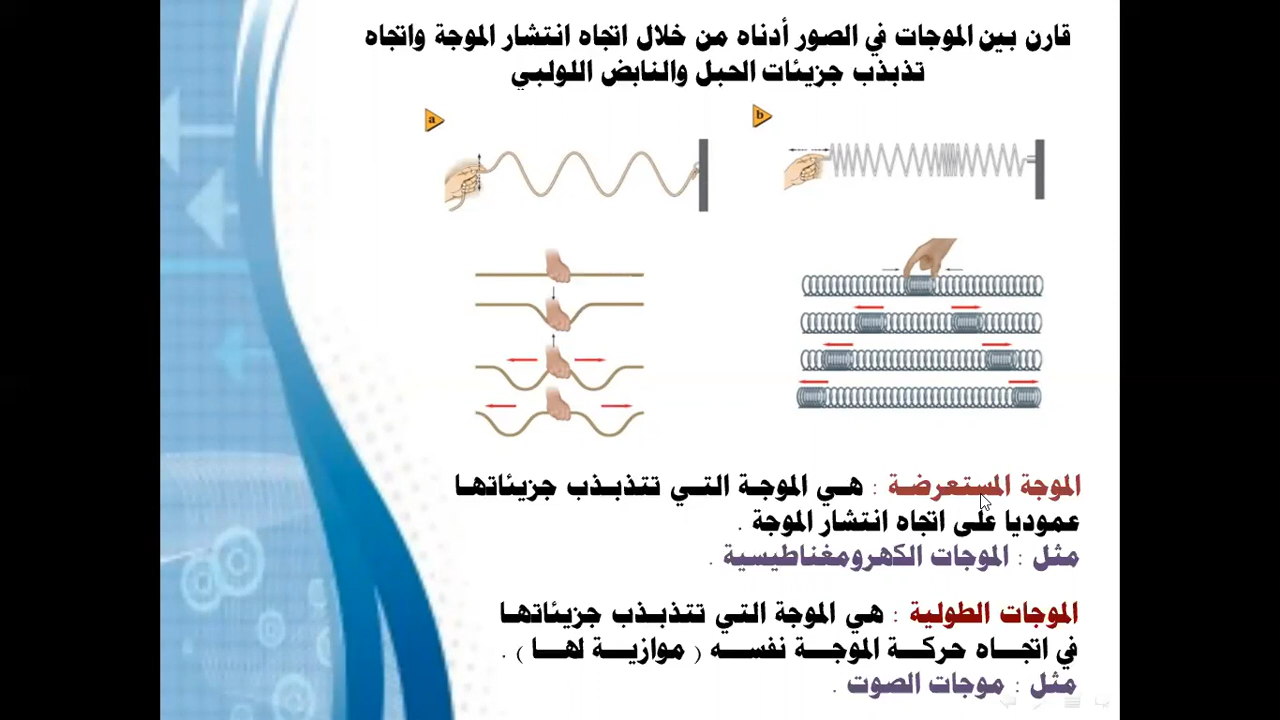 قارن بين الموجات في الصور أدناه من خلال اتجاه انتشار الموجة واتجاه
تذبذب جزيئات الحبل والنابض اللولبي
a
b
الموجة المستعرضة : هي الموجة التي تتذبذب جزيئاتها
عموديا على اتجاه انتشار الموجة .
مثل : الموجات الكهرومغناطيسية .
الموجات الطولية : هي الموجة التي تتذبذب جزيئاتها
في اتجاه حركة الموجة نفسه ( موازية لها ) .
مثل : موجات الصوت .